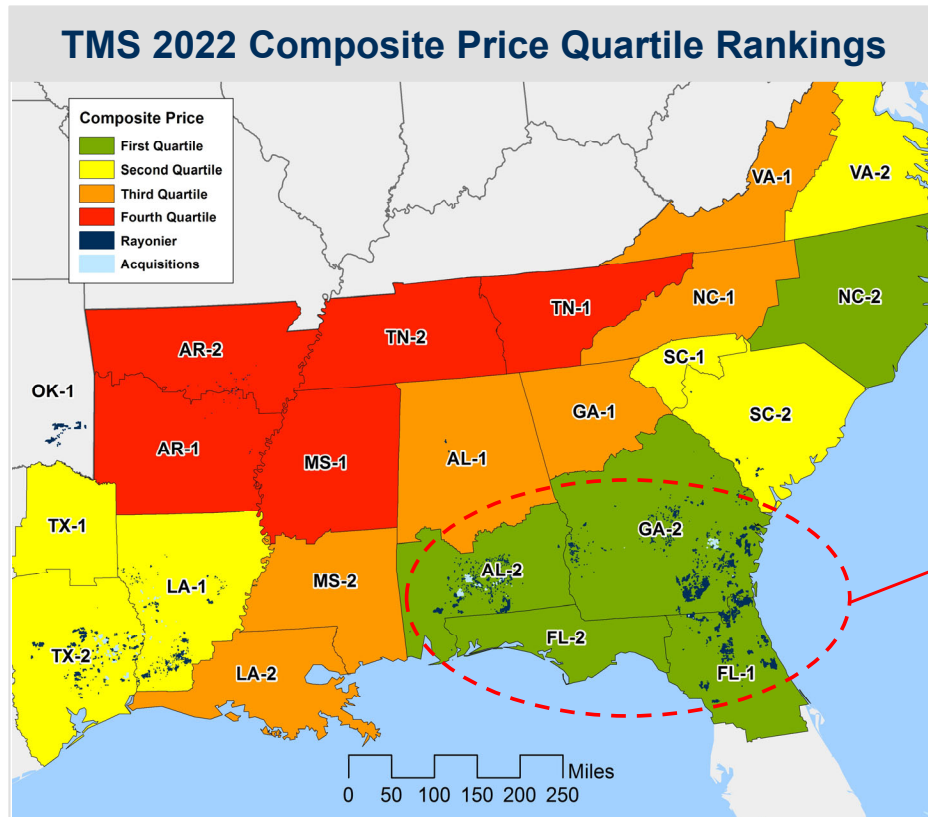 TMS 2022 Composite Price Quartile Rankings
Composite Price
First Quartile
Second Quartile
Third Quartile
Fourth Quartile
Rayonier
Acquisitions
VA-1
VA-2
NC-1
NC-2
TN-1
TN-2
AR-2
SC-1
OK-1
SC-2
GA-1
AR-1
MS-1
AL-1
TX-1
GA-2
AL-2
LA-1
MS-2
FL-2
TX-2
LA-2
FL-1
Miles
0 50 100 150 200 250